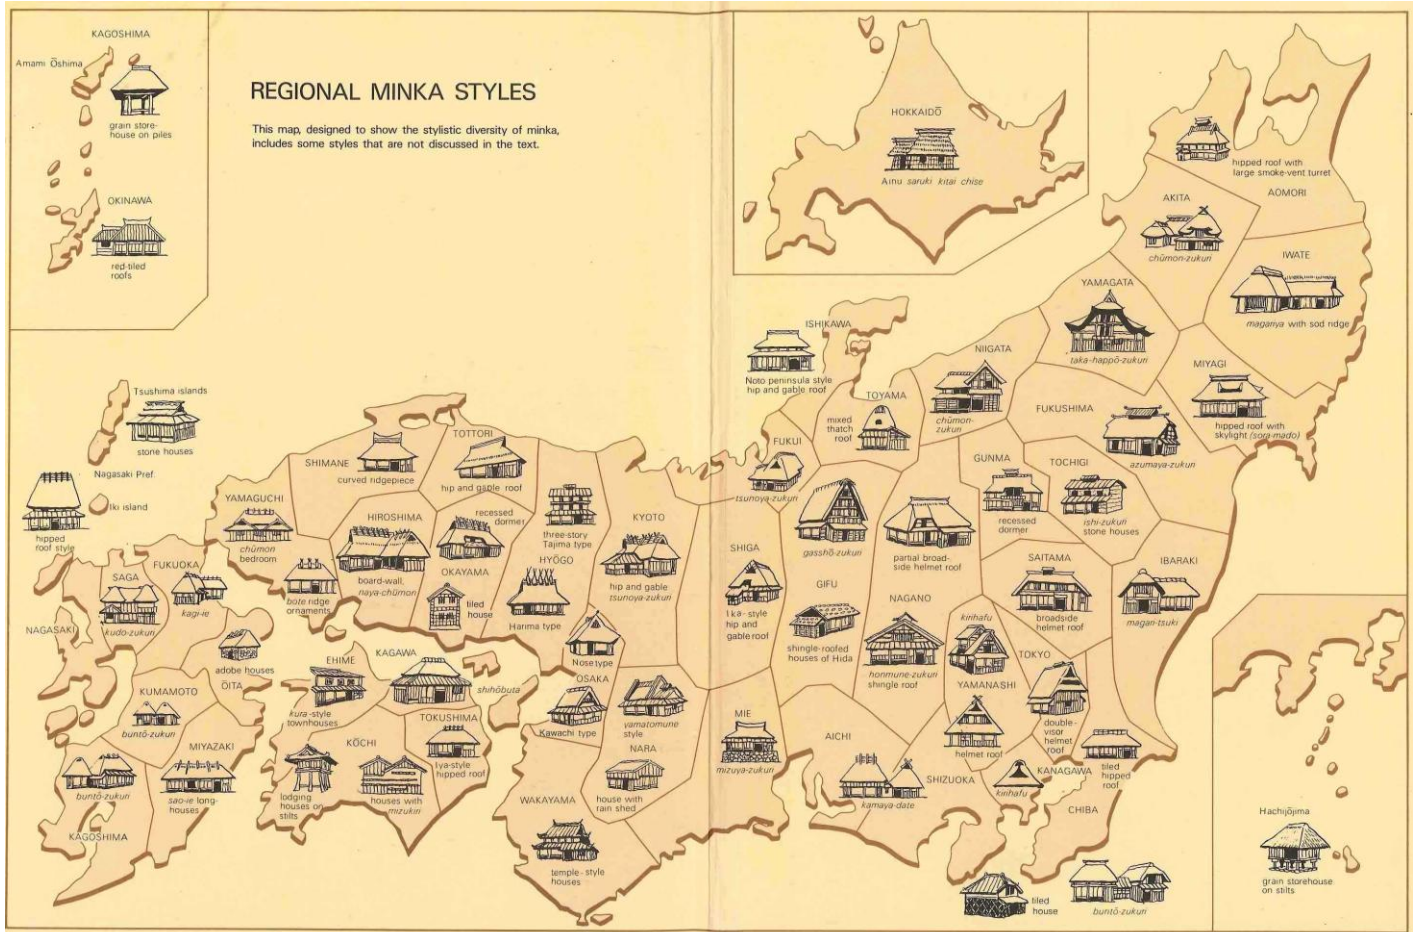 REGIONAL MINKA STYLES
This map, designed to show the stylistic diversity of minka,
includes some styles that are not discussed in the text.
KAGOSHIMA
Amami Ōshima
grain store-
house on piles
OKINAWA
red-tiled
roofs
HOKKAIDŌ
Ainu saruki kitai chise
hipped roof with
large smoke-vent turret
AOMORI
AKITA
chūmon-zukuri
IWATE
magariya with sod ridge
YAMAGATA
taka-happō-zukuri
MIYAGI
hipped roof with
skylight (sora-mado)
ISHIKAWA
Noto peninsula style
hip and gable roof
NIIGATA
chūmon-
zukuri
TOYAMA
mixed
thatch
roof
FUKUSHIMA
azumaya-zukuri
FUKUI
tsunoya-zukuri
GUNMA
recessed
dormer
TOCHIGI
ishi-zukuri
stone houses
gasshō-zukuri
GIFU
shingle-roofed
houses of Hida
partial broad-
side helmet roof
NAGANO
honmune-zukuri
shingle roof
SAITAMA
broadside
helmet roof
IBARAKI
magari-tsuki
kirihafu
TOKYO
YAMANASHI
helmet roof
double-
visor
helmet
roof
tiled
hipped
roof
KANAGAWA
kirihafu
CHIBA
SHIZUOKA
AICHI
kamaya-date
tiled
house
buntō-zukuri
Hachijōjima
grain storehouse
on stilts
Tsushima islands
stone houses
Nagasaki Pref.
Iki island
hipped
roof style
YAMAGUCHI
chūmon
bedroom
SHIMANE
curved ridgepiece
TOTTORI
hip and gable roof
HIROSHIMA
board-wall,
naya-chūmon
bote ridge
ornaments
recessed
dormer
OKAYAMA
tiled
house
three-story
Tajima type
HYŌGO
Harima type
KYOTO
hip and gable
tsunoya-zukuri
SHIGA
style
hip and
gable roof
Nose type
OSAKA
Kawachi type
yamatomune
style
NARA
house with
rain shed
MIE
mizuya-zukuri
WAKAYAMA
temple-style
houses
FUKUOKA
kagi-ie
SAGA
kudo-zukuri
NAGASAKI
adobe houses
ŌITA
KUMAMOTO
buntō-zukuri
MIYAZAKI
sao-ie long-
houses
buntō-zukuri
KAGOSHIMA
EHIME
kura-style
townhouses
KAGAWA
shihōbuta
TOKUSHIMA
Iya-style
hipped roof
KŌCHI
lodging
houses on
stilts
houses with
mizukiri